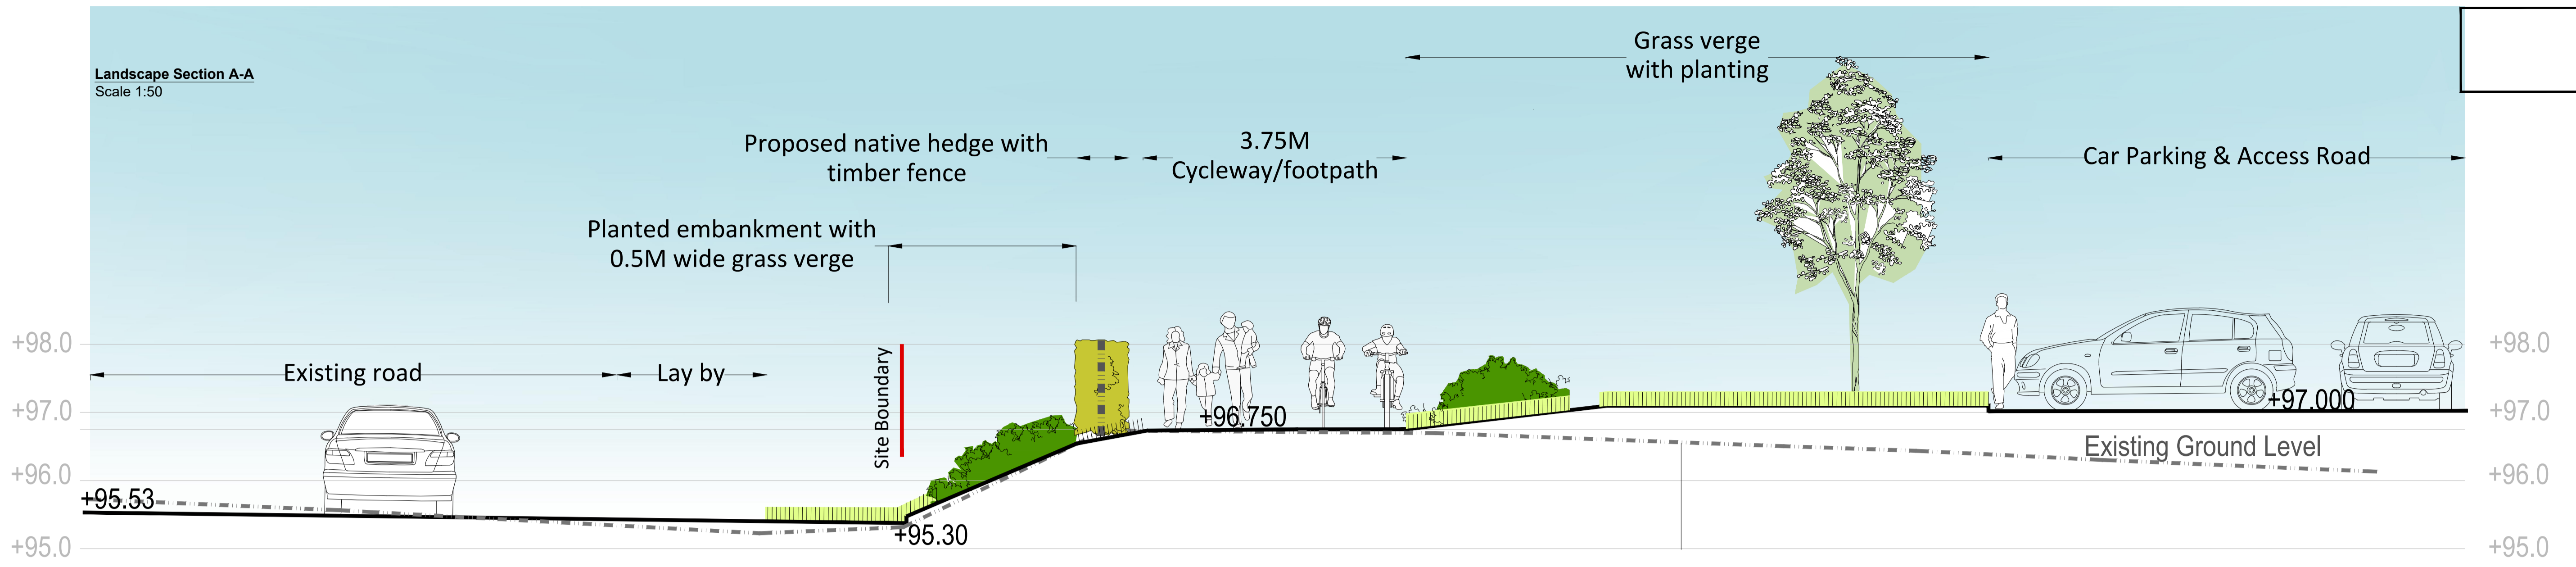 Landscape Section A-A
Scale 1:50
Grass verge
with planting
Proposed native hedge with
timber fence
3.75M
Cycleway/footpath
Car Parking & Access Road
Planted embankment with
0.5M wide grass verge
+98.0
+98.0
Existing road
Lay by
Site Boundary
+97.0
+96.750
+97.000
+97.0
Existing Ground Level
+96.0
+96.0
+95.53
+95.30
+95.0
+95.0